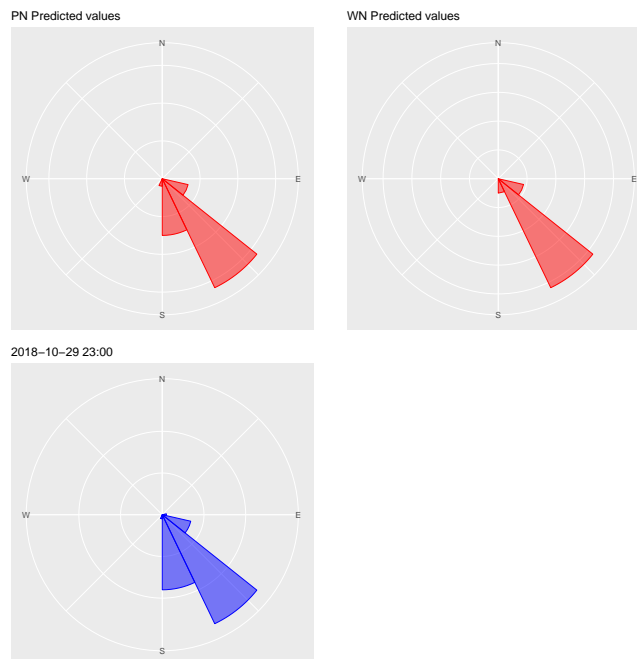 PN Predicted values
WN Predicted values
N
N
W
E
W
E
S
S
2018−10−29 23:00
N
W
E
S